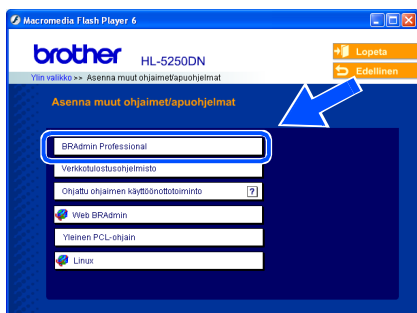 Macromedia Flash Player 6
brother
HL-5250DN
Lopeta
Edellinen
Ylin valikko >> Asenna muut ohjaimet/apuohjelmat
Asenna muut ohjaimet/apuohjelmat
BRAdmin Professional
Verkkotulostusohjelmisto
Ohjattu ohjaimen käyttöönottotoiminto ?
Web BRAdmin
Yleinen PCL-ohjain
Linux